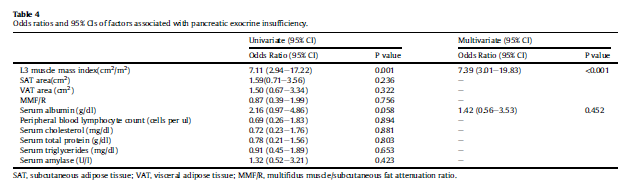 Table 4
Odds ratios and 95% CIs of factors associated with pancreatic exocrine insufficiency.
Univariate (95% CI) Multivariate (95% CI)
Odds Ratio (95% CI) P value Odds Ratio (95% CI) P value
L3 muscle mass index(cm²/m²) 7.11 (2.94–17.22) 0.001 7.39 (3.01–19.83) <0.001
SAT area(cm²) 1.59(0.71–3.56) 0.236 –
VAT area (cm²) 1.50 (0.67–3.34) 0.322 –
MMF/R 0.87 (0.39–1.99) 0.756 –
Serum albumin (g/dl) 2.16 (0.97–4.86) 0.058 1.42 (0.56–3.53) 0.452
Peripheral blood lymphocyte count (cells per ul) 0.69 (0.26–1.83) 0.894 –
Serum cholesterol (mg/dl) 0.72 (0.23–1.76) 0.881 –
Serum total protein (g/dl) 0.78 (0.21–1.56) 0.803 –
Serum triglycerides (mg/dl) 0.91 (0.45–1.89) 0.653 –
Serum amylase (U/l) 1.32 (0.52–3.21) 0.423 –
SAT, subcutaneous adipose tissue; VAT, visceral adipose tissue; MMF/R, multifidus muscle/subcutaneous fat attenuation ratio.